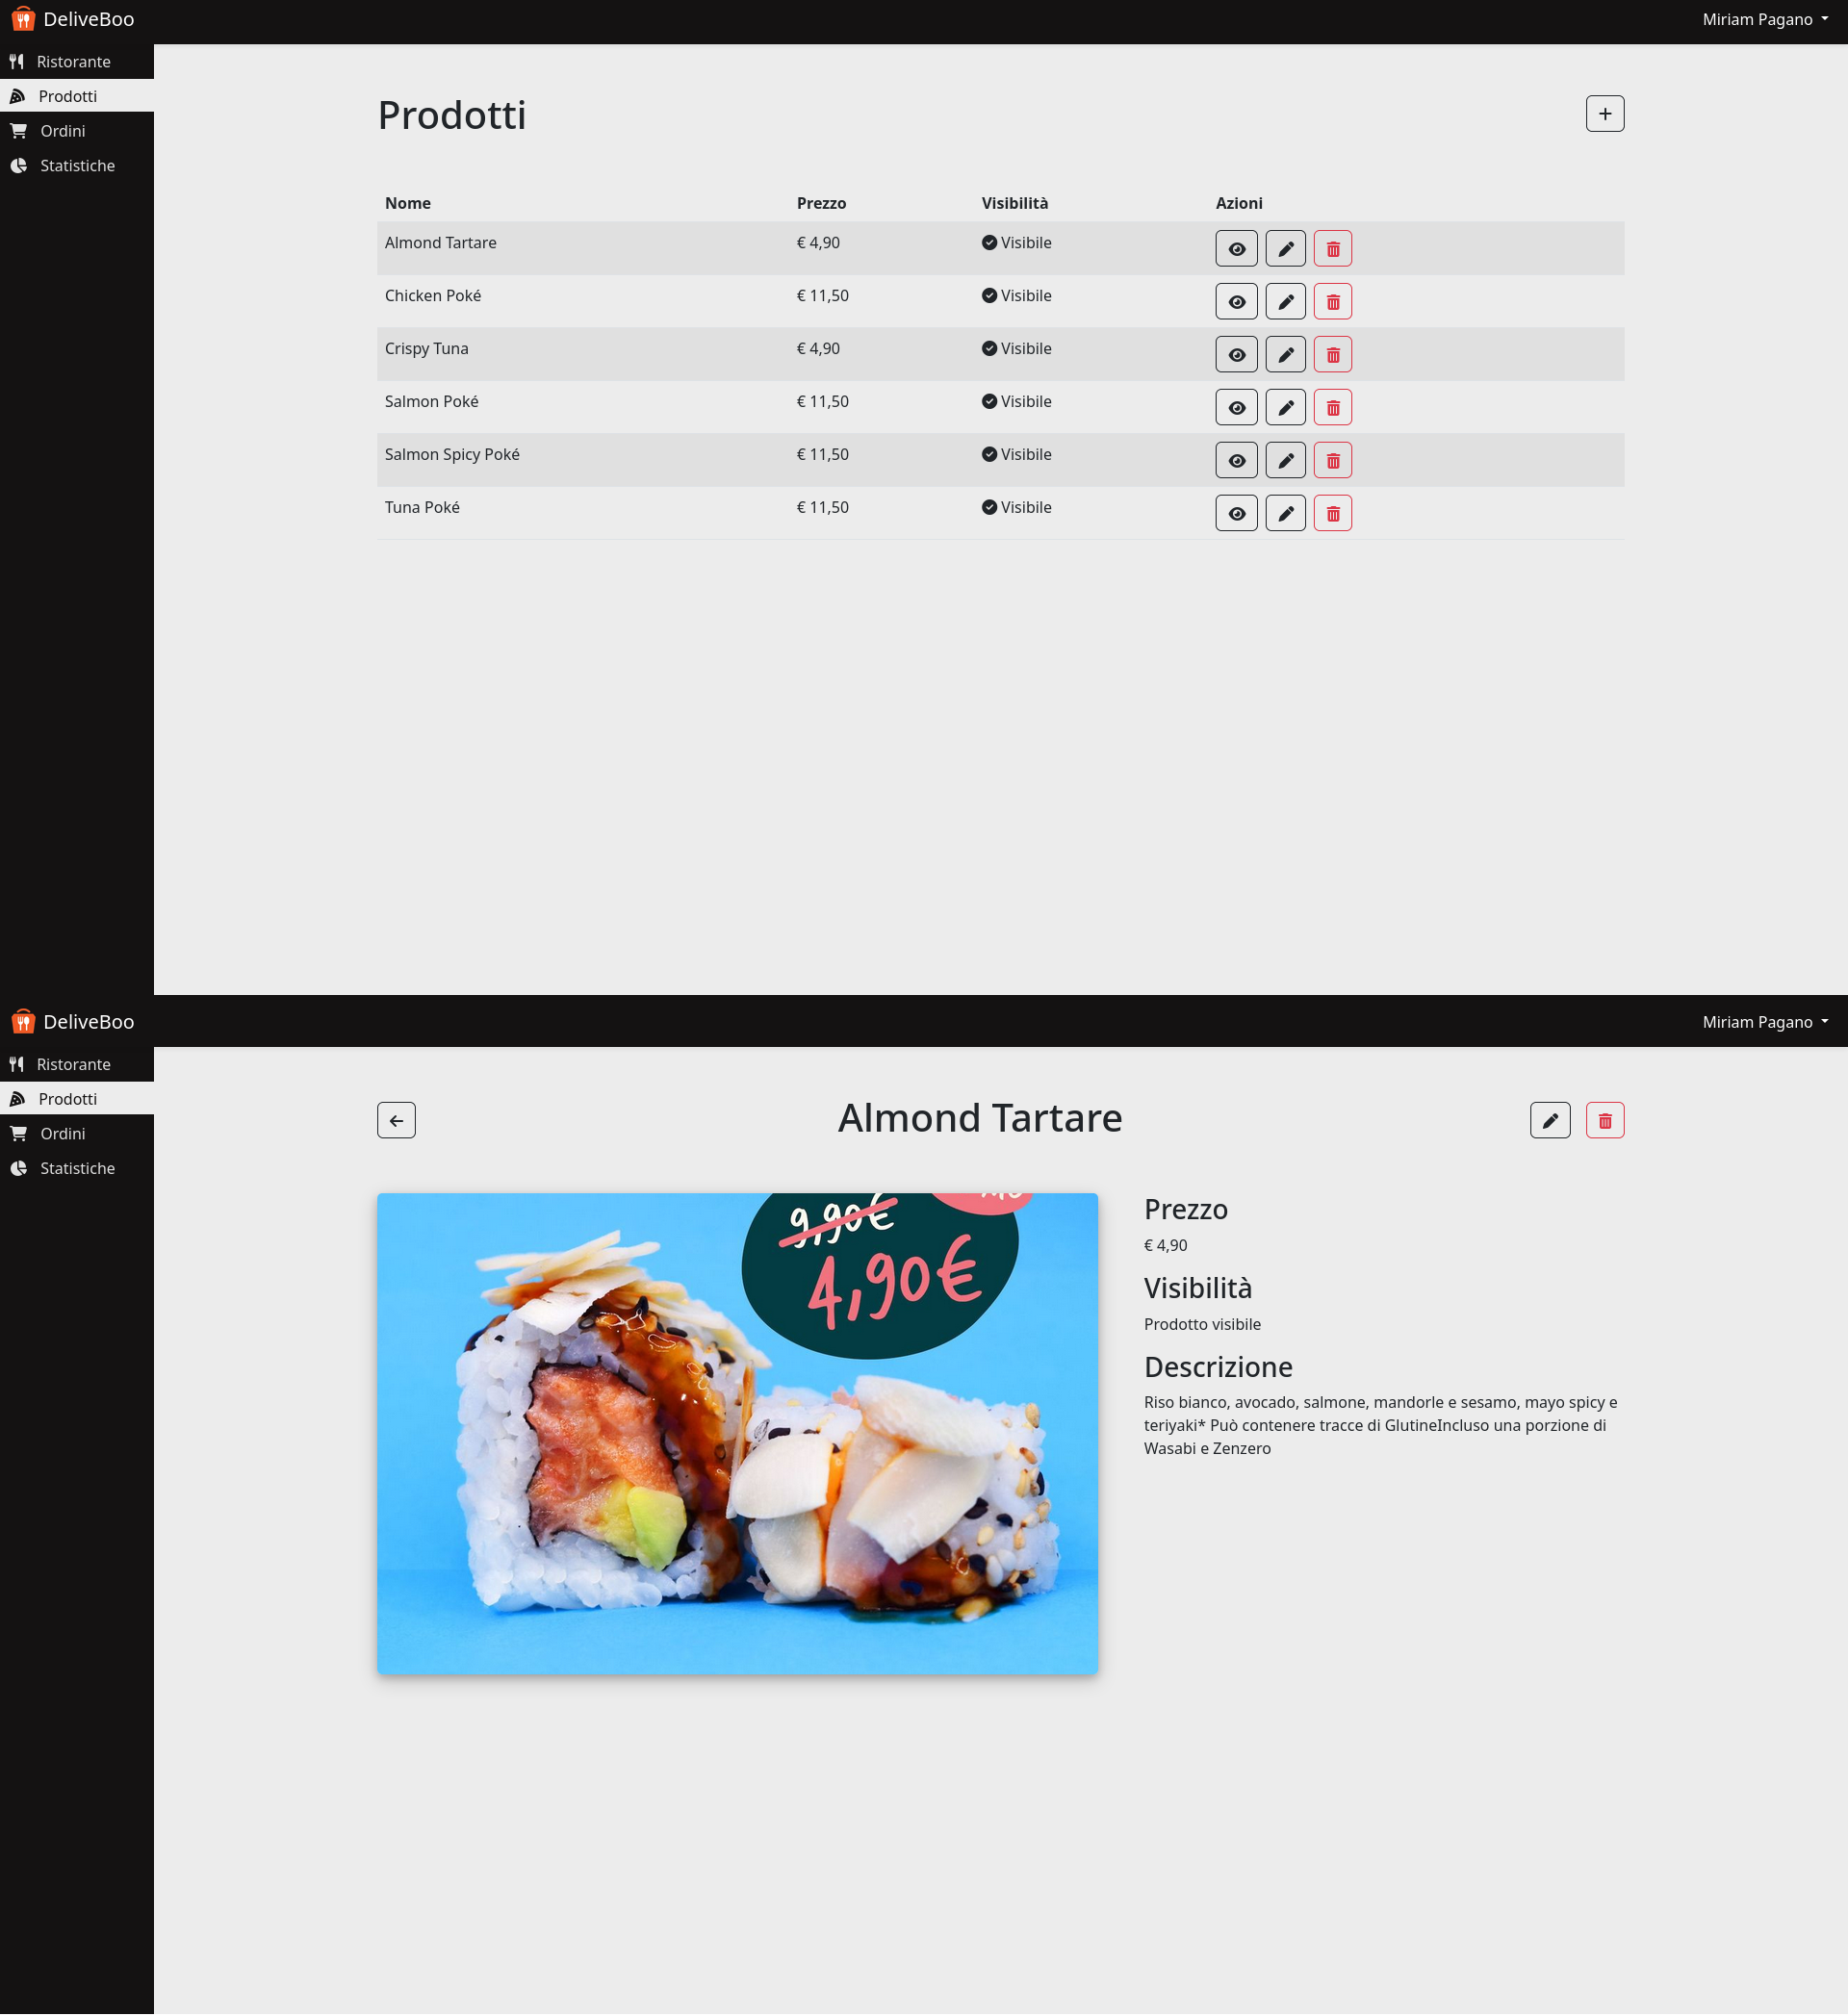 DeliveBoo
Miriam Pagano
Ristorante
Prodotti
Ordini
Statistiche
Prodotti
Nome Prezzo Visibilità Azioni
Almond Tartare € 4,90 Visibile
Chicken Poké € 11,50 Visibile
Crispy Tuna € 4,90 Visibile
Salmon Poké € 11,50 Visibile
Salmon Spicy Poké € 11,50 Visibile
Tuna Poké € 11,50 Visibile
DeliveBoo
Miriam Pagano
Ristorante
Prodotti
Ordini
Statistiche
Almond Tartare
9,90€
4,90€
Prezzo
€ 4,90
Visibilità
Prodotto visibile
Descrizione
Riso bianco, avocado, salmone, mandorle e sesamo, mayo spicy e
teriyaki* Può contenere tracce di GlutineIncluso una porzione di
Wasabi e Zenzero